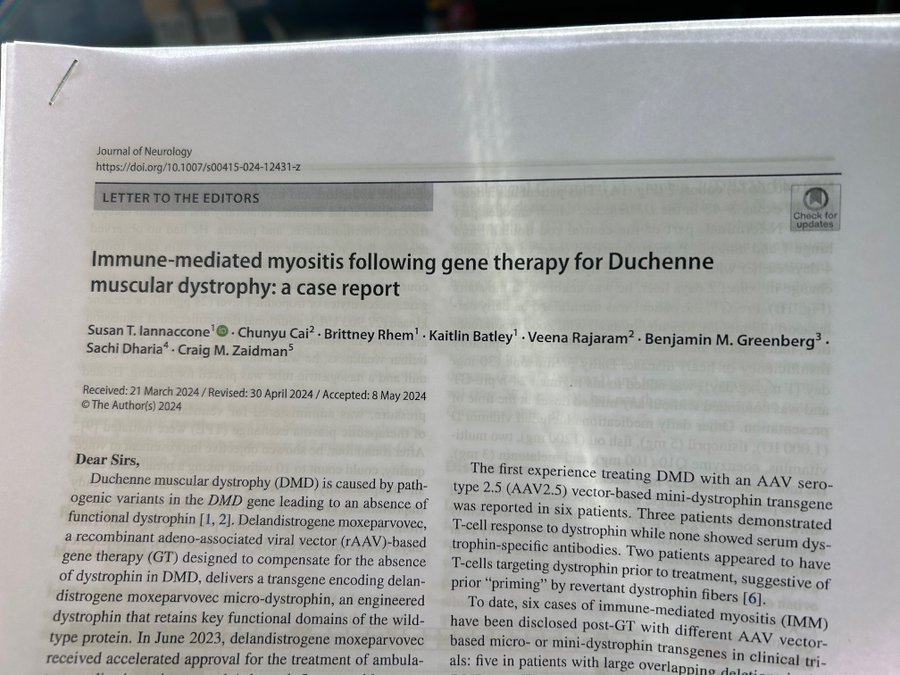 Journal of Neurology
https://doi.org/10.1007/s00415-024-12431-z
LETTER TO THE EDITORS
Check for
updates
Immune-mediated myositis following gene therapy for Duchenne
muscular dystrophy: a case report
Susan T. Iannaccone1 · Chunyu Cai2 · Brittney Rhem1 · Kaitlin Batley1 · Veena Rajaram2 · Benjamin M. Greenberg3 ·
Sachi Dharia4 · Craig M. Zaidman5
Received: 21 March 2024 / Revised: 30 April 2024 / Accepted: 8 May 2024
© The Author(s) 2024
Dear Sirs,
Duchenne muscular dystrophy (DMD) is caused by path-
ogenic variants in the DMD gene leading to an absence of
functional dystrophin [1, 2]. Delandistrogene moxeparvovec,
a recombinant adeno-associated viral vector (rAAV)-based
gene therapy (GT) designed to compensate for the absence
of dystrophin in DMD, delivers a transgene encoding delan-
distrogene moxeparvovec micro-dystrophin, an engineered
dystrophin that retains key functional domains of the wild-
type protein. In June 2023, delandistrogene moxeparvovec
received accelerated approval for the treatment of ambula-
The first experience treating DMD with an AAV sero-
type 2.5 (AAV2.5) vector-based mini-dystrophin transgene
was reported in six patients. Three patients demonstrated
T-cell response to dystrophin while none showed serum dys-
trophin-specific antibodies. Two patients appeared to have
T-cells targeting dystrophin prior to treatment, suggestive of
prior “priming” by revertant dystrophin fibers [6].
To date, six cases of immune-mediated myositis (IMM)
have been disclosed post-GT with different AAV vector-
based micro- or mini-dystrophin transgenes in clinical tri-
als: five in patients with large overlapping